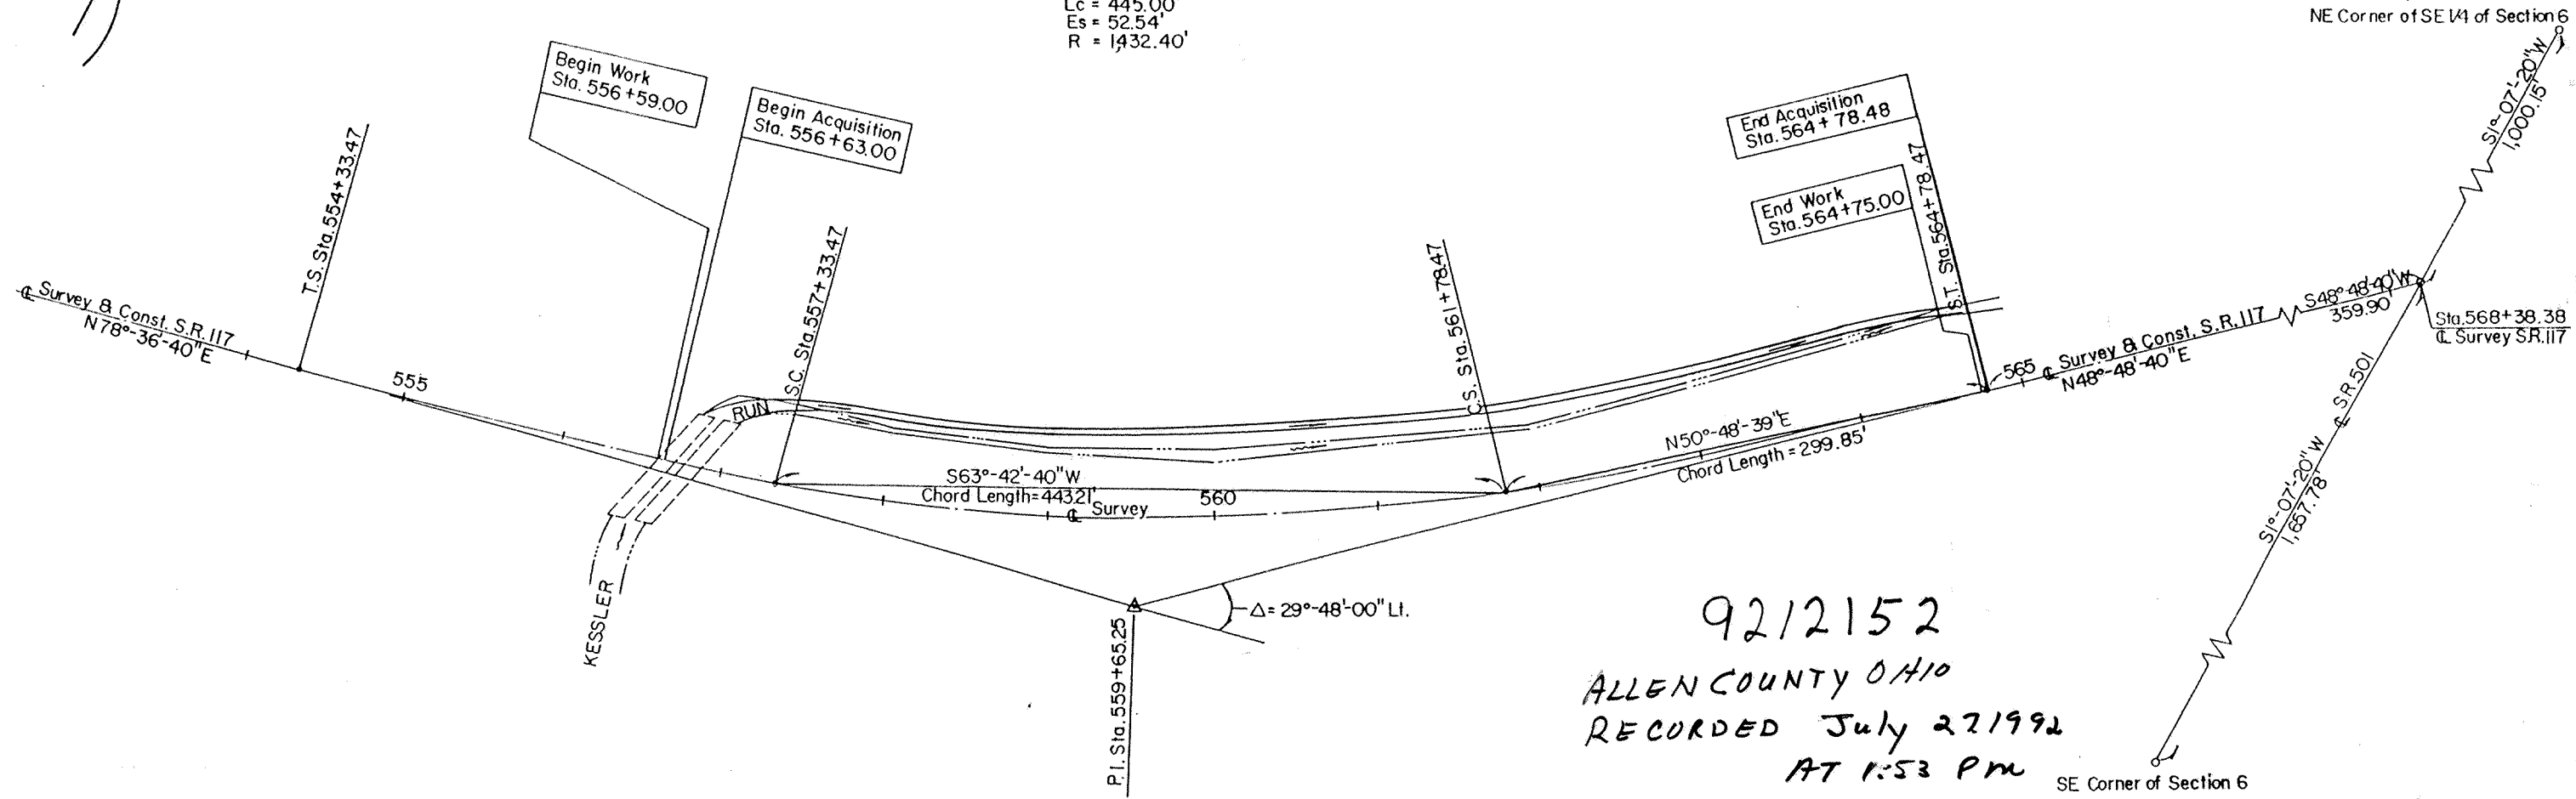 Lc = 445.00'
Es = 52.54'
R = 1,432.40'
NE Corner of SE 1/4 of Section 6
S1°-07'-20"W
1,000.15'
Begin Work
Sta. 556+59.00
Begin Acquisition
Sta. 556+63.00
End Acquisition
Sta. 564+78.48
End Work
Sta. 564+75.00
T.S. Sta. 554+33.47
S.C. Sta. 557+33.47
C.S. Sta. 561+78.47
S.T. Sta. 564+78.47
℄ Survey & Const. S.R. 117
N78°-36'-40"E
555
RUN
KESSLER
S63°-42'-40"W
Chord Length=443.21'
560
℄ Survey
N50°-48'-39"E
Chord Length = 299.85'
565
℄ Survey & Const. S.R. 117
N48°-48'-40"E
S48°-48'-40"W
359.90'
Sta. 568+38.38
℄ Survey S.R. 117
℄ S.R. 501
S1°-07'-20"W
1,657.78'
Δ= 29°-48'-00" Lt.
P.I. Sta. 559+65.25
9212152
ALLEN COUNTY OHIO
RECORDED July 27 1992
AT 1:53 Pm
SE Corner of Section 6